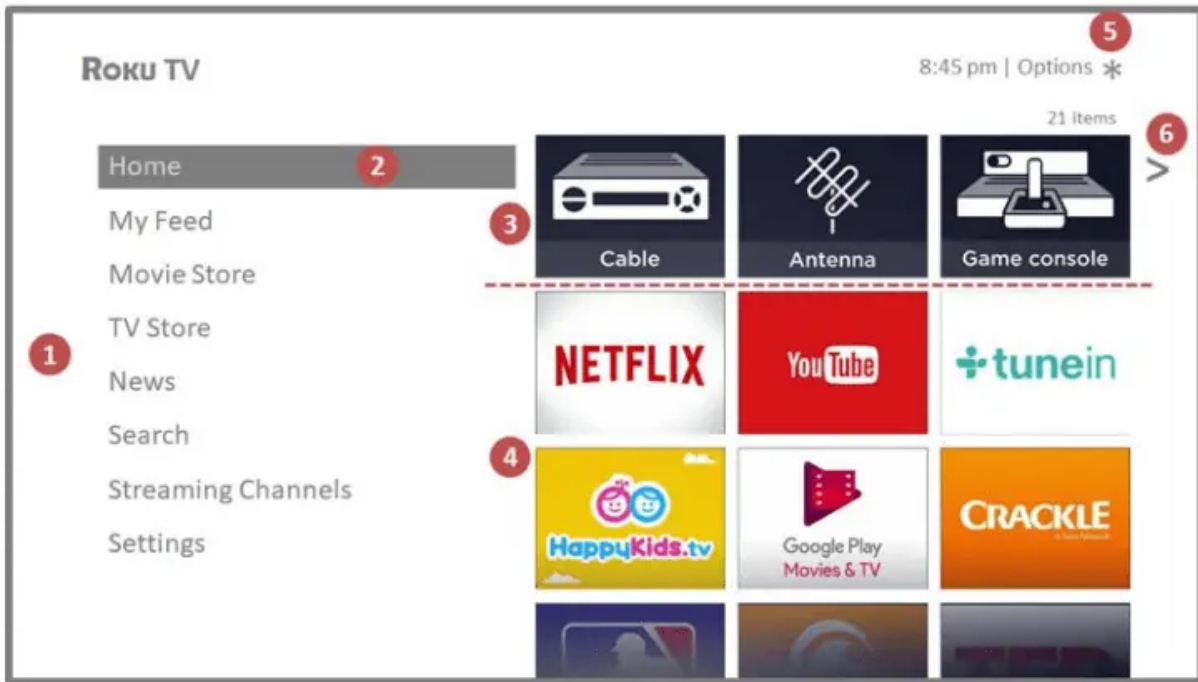 5
ROKU TV
8:45 pm | Options *
21 items
6
>
Home
2
My Feed
Movie Store
TV Store
1
News
Search
Streaming Channels
Settings
3
Cable
Antenna
Game console
NETFLIX
YouTube
tunein
4
HappyKids.tv
Google Play
Movies & TV
CRACKLE